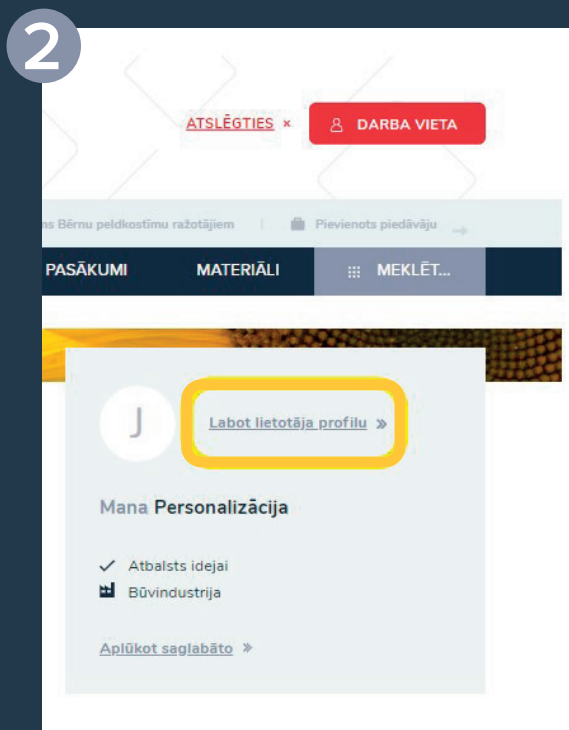 2
ATSLĒGTIES ×
DARBA VIETA
ns Bērnu peldkostīmu ražotājiem | Pievienots piedāvāju →
PASĀKUMI MATERIĀLI MEKLĒT...
J
Labot lietotāja profilu »
Mana Personalizācija
Atbalsts idejai
Būvindustrija
Aplūkot saglabāto »